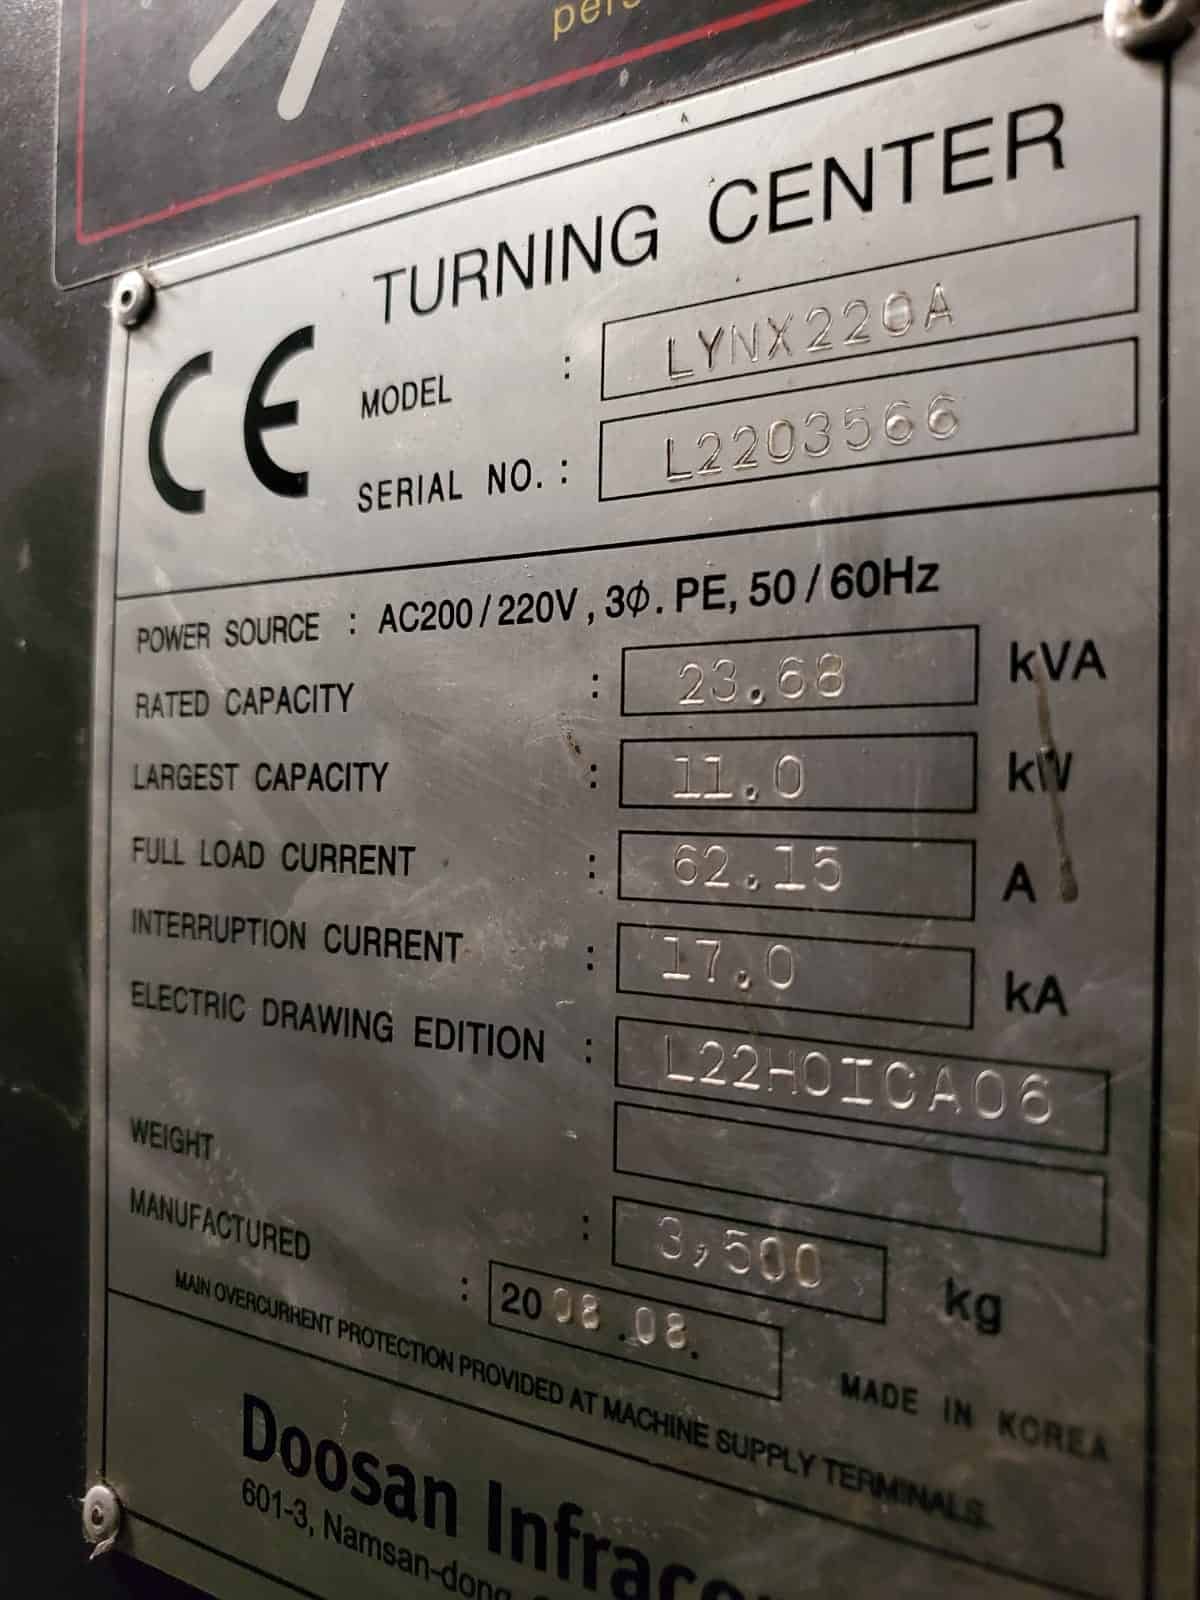 TURNING CENTER
CE
MODEL : LYNX220A
SERIAL NO. : L2203566
POWER SOURCE : AC200/220V, 3Φ. PE, 50/60Hz
RATED CAPACITY : 23.68 kVA
LARGEST CAPACITY : 11.0 kW
FULL LOAD CURRENT : 62.15 A
INTERRUPTION CURRENT : 17.0 kA
ELECTRIC DRAWING EDITION : L22HOICA06
WEIGHT : 3,500 kg
MANUFACTURED : 2008.08.
MADE IN KOREA
MAIN OVERCURRENT PROTECTION PROVIDED AT MACHINE SUPPLY TERMINALS.
Doosan
601-3, Namsan-dong,